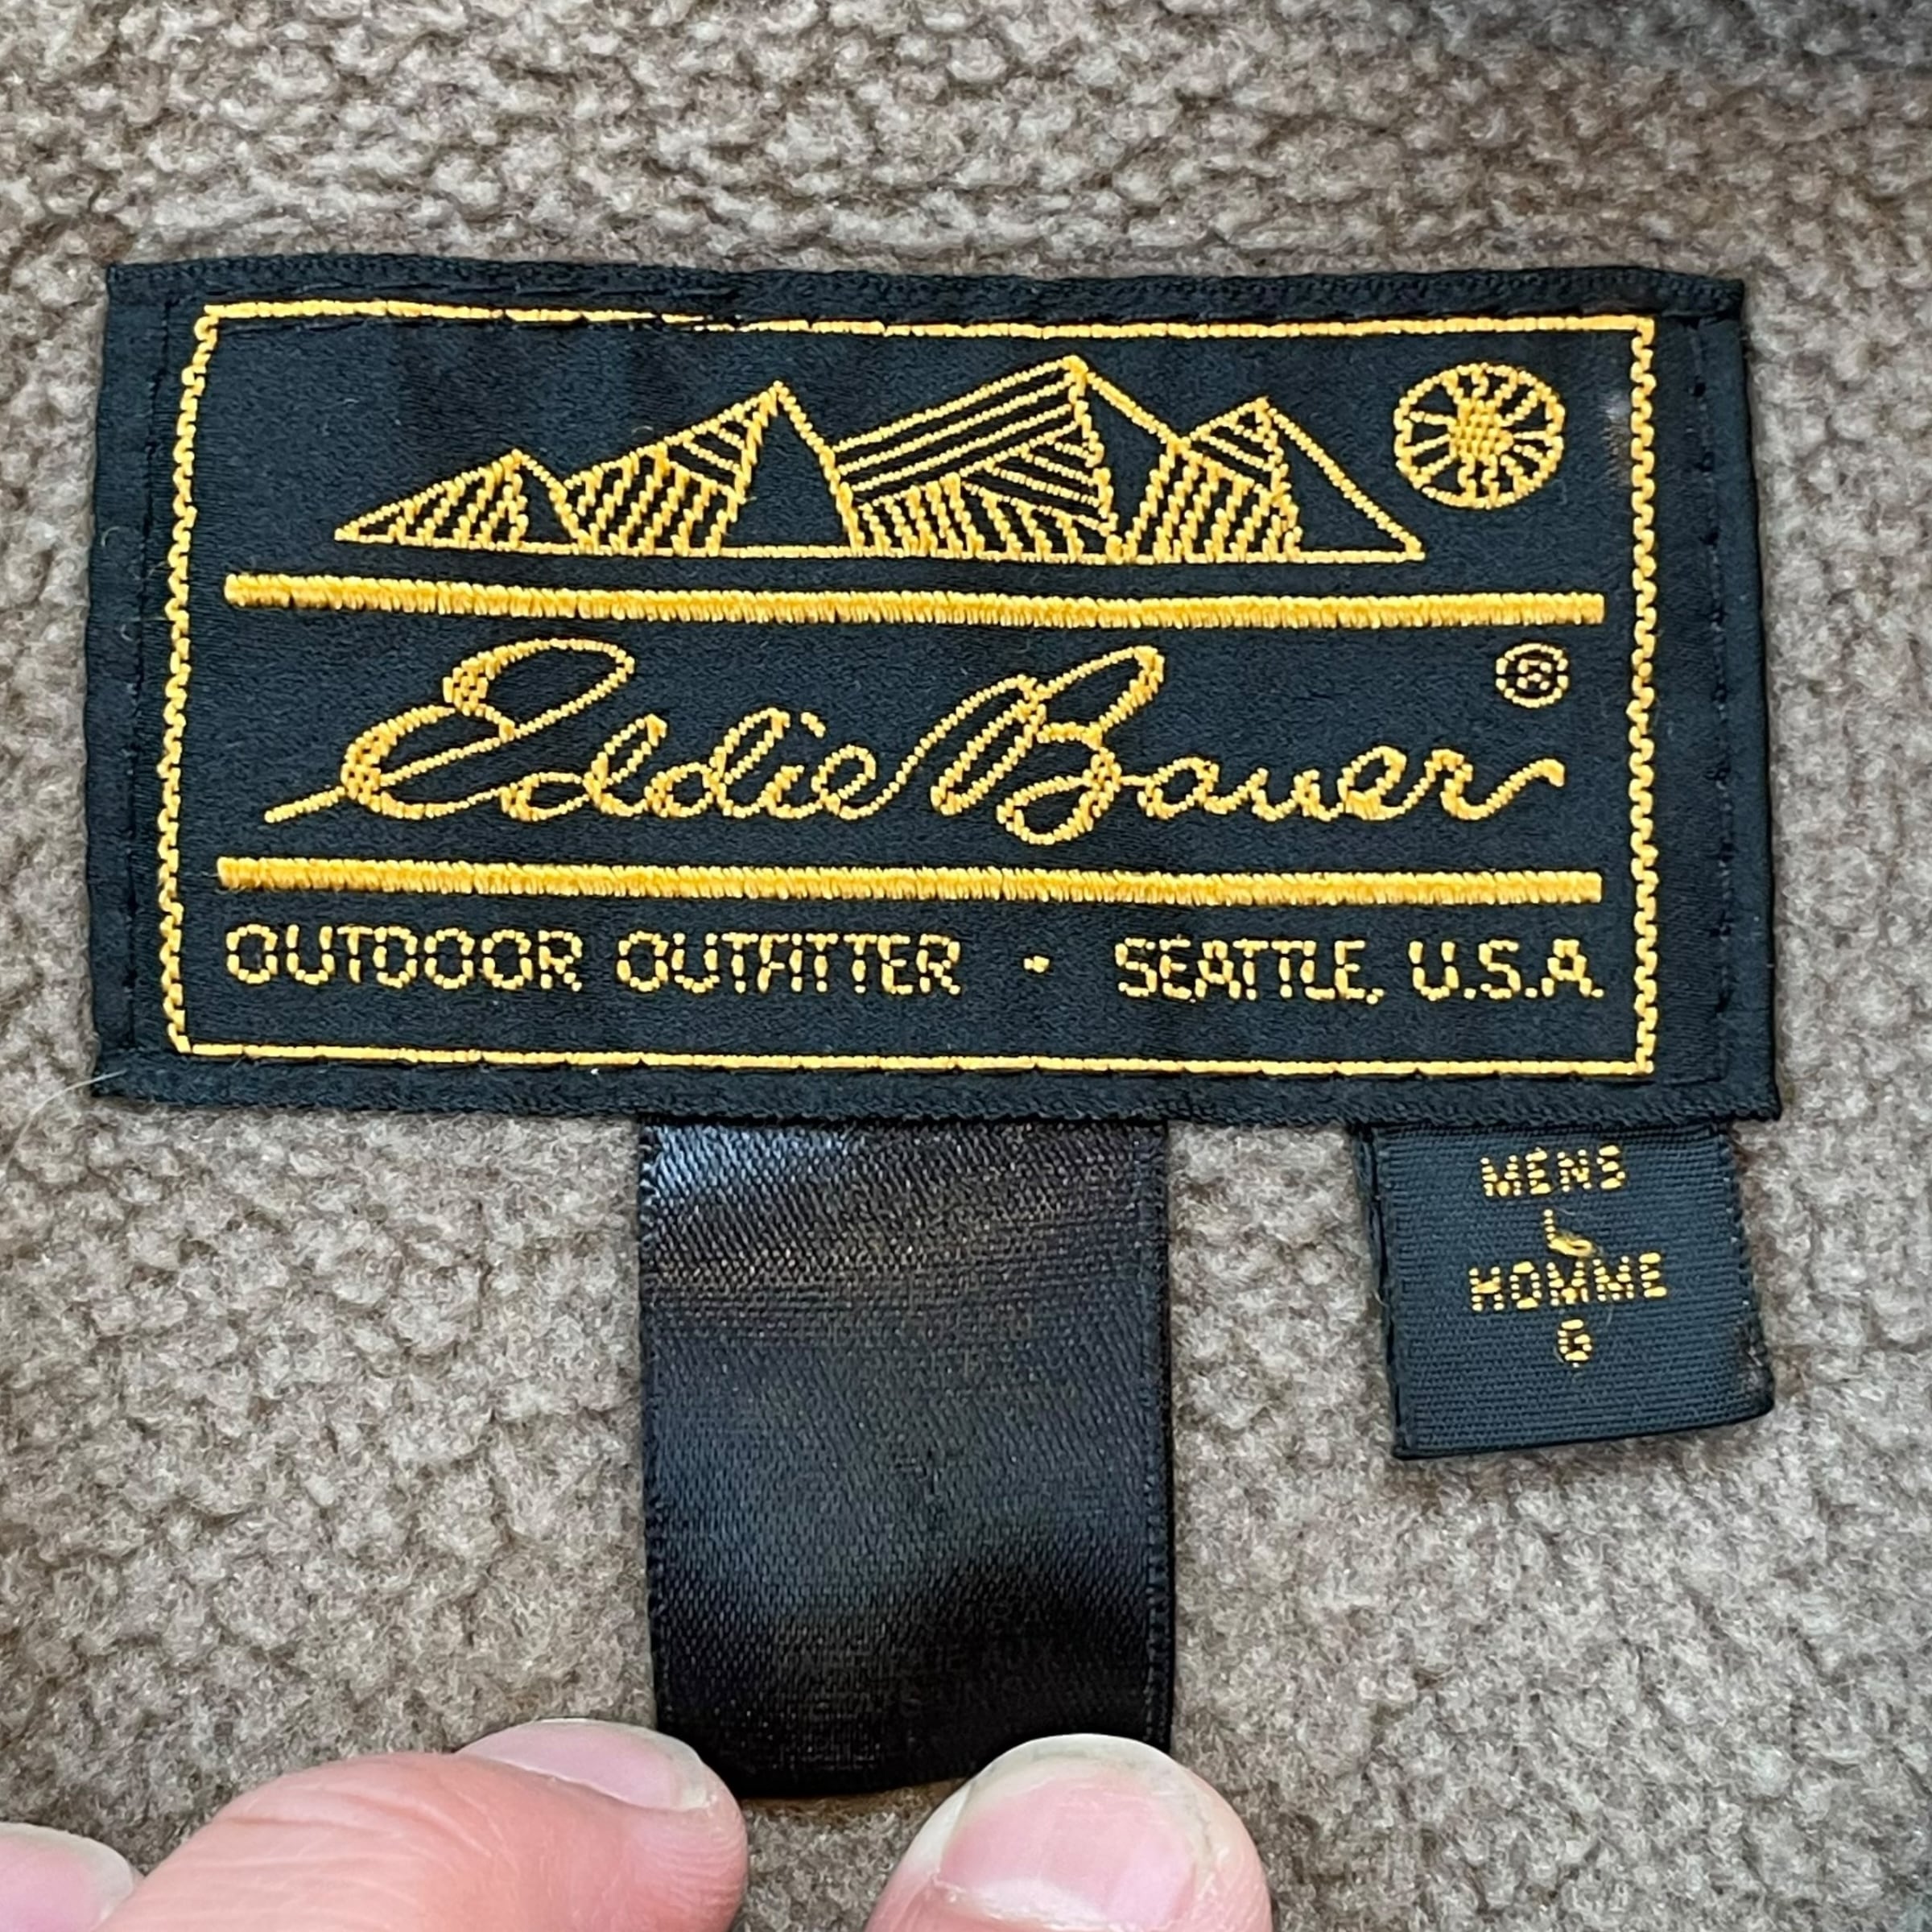 Eddie Bauer ®
OUTDOOR OUTFITTER · SEATTLE, U.S.A.
MENS
L
HOMME
G